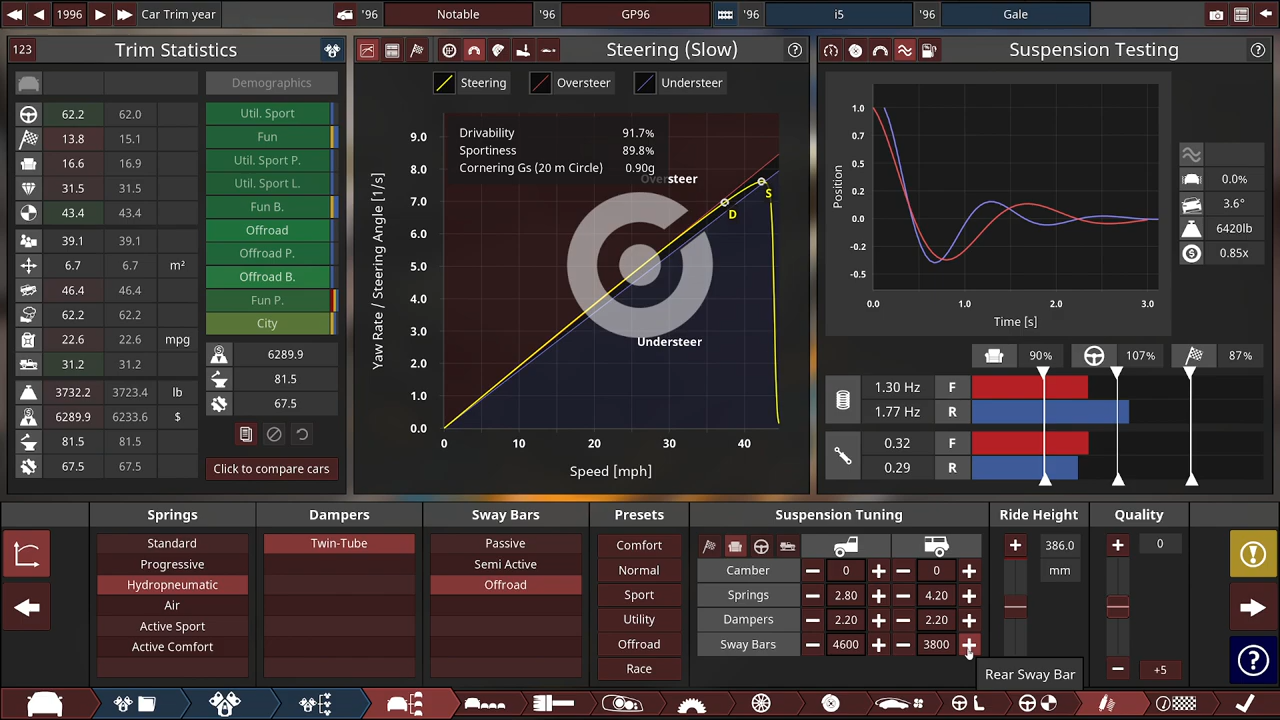 1996
Car Trim year
'96
Notable
'96
GP96
'96
i5
'96
Gale
123
Trim Statistics
Steering (Slow)
Suspension Testing
Demographics
62.2 62.0
13.8 15.1
16.6 16.9
31.5 31.5
43.4 43.4
39.1 39.1
6.7 6.7 m²
46.4 46.4
62.2 62.2
22.6 22.6 mpg
31.2 31.2
3732.2 3723.4 lb
6289.9 6233.6 $
81.5 81.5
67.5 67.5
Util. Sport
Fun
Util. Sport P.
Util. Sport L.
Fun B.
Offroad
Offroad P.
Offroad B.
Fun P.
City
6289.9
81.5
67.5
Click to compare cars
Steering
Oversteer
Understeer
Drivability 91.7%
Sportiness 89.8%
Cornering Gs (20 m Circle) 0.90g
Oversteer
S
D
Understeer
Yaw Rate / Steering Angle [1/s]
9.0
8.0
7.0
6.0
5.0
4.0
3.0
2.0
1.0
0.0
0 10 20 30 40
Speed [mph]
Position
1.0
0.7
0.5
0.2
0.0
-0.2
-0.5
0.0 1.0 2.0 3.0
Time [s]
0.0%
3.6°
6420lb
0.85x
90%
107%
87%
1.30 Hz F
1.77 Hz R
0.32 F
0.29 R
Springs
Standard
Progressive
Hydropneumatic
Air
Active Sport
Active Comfort
Dampers
Twin-Tube
Sway Bars
Passive
Semi Active
Offroad
Presets
Comfort
Normal
Sport
Utility
Offroad
Race
Suspension Tuning
Camber 0 0
Springs 2.80 4.20
Dampers 2.20 2.20
Sway Bars 4600 3800
Rear Sway Bar
Ride Height
386.0
mm
Quality
0
+5